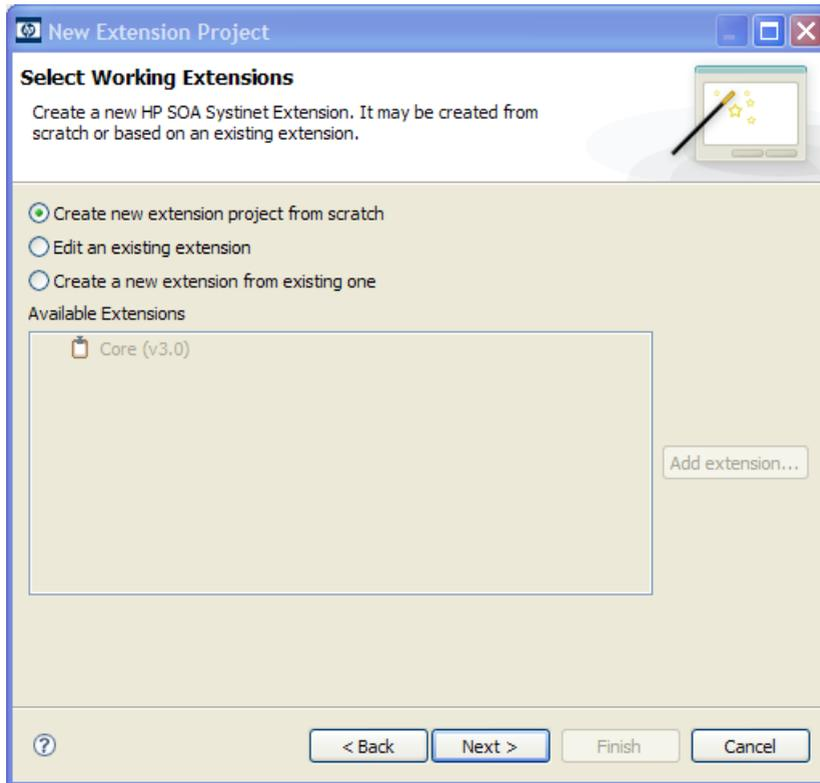 New Extension Project
Select Working Extensions
Create a new HP SOA Systinet Extension. It may be created from
scratch or based on an existing extension.
Create new extension project from scratch
Edit an existing extension
Create a new extension from existing one
Available Extensions
Core (v3.0)
Add extension...
?
< Back
Next >
Finish
Cancel